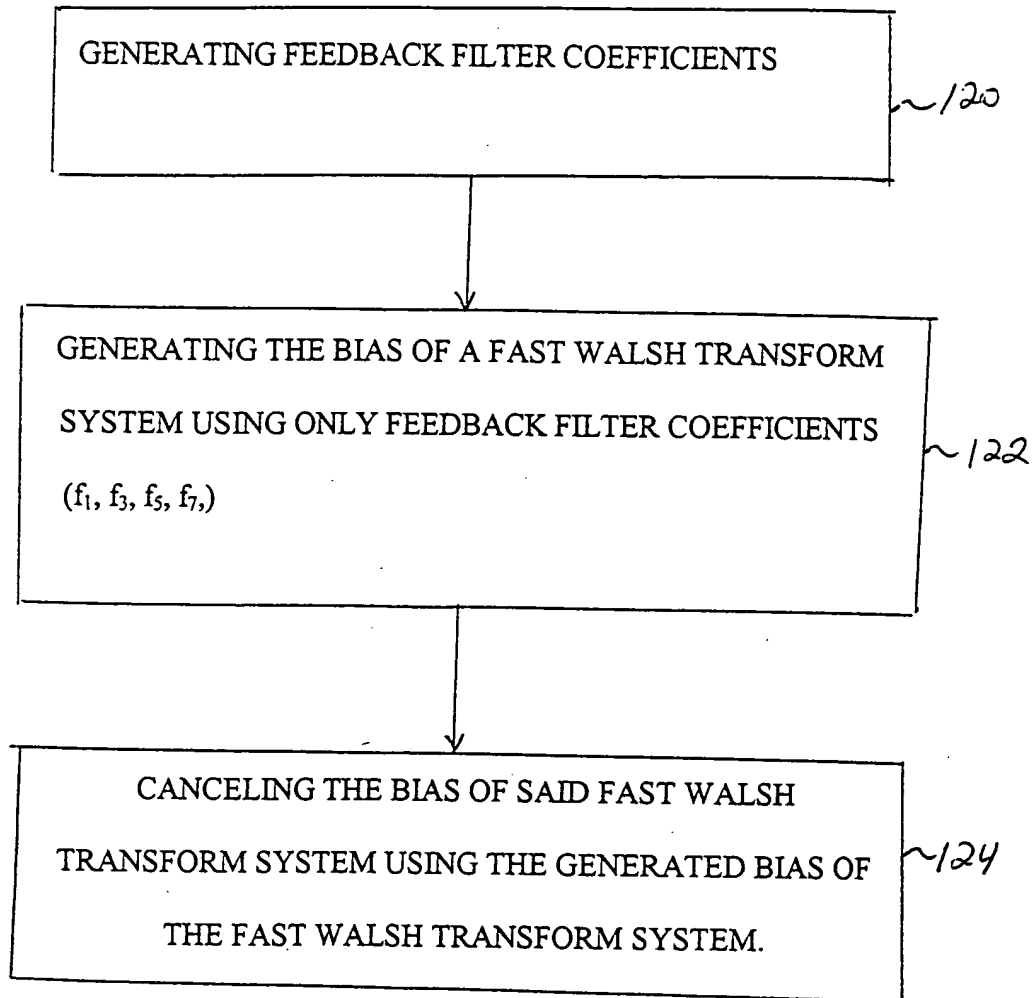 GENERATING FEEDBACK FILTER COEFFICIENTS
~120
GENERATING THE BIAS OF A FAST WALSH TRANSFORM
SYSTEM USING ONLY FEEDBACK FILTER COEFFICIENTS
(f₁, f₃, f₅, f₇,)
~122
CANCELING THE BIAS OF SAID FAST WALSH
TRANSFORM SYSTEM USING THE GENERATED BIAS OF
THE FAST WALSH TRANSFORM SYSTEM.
~124